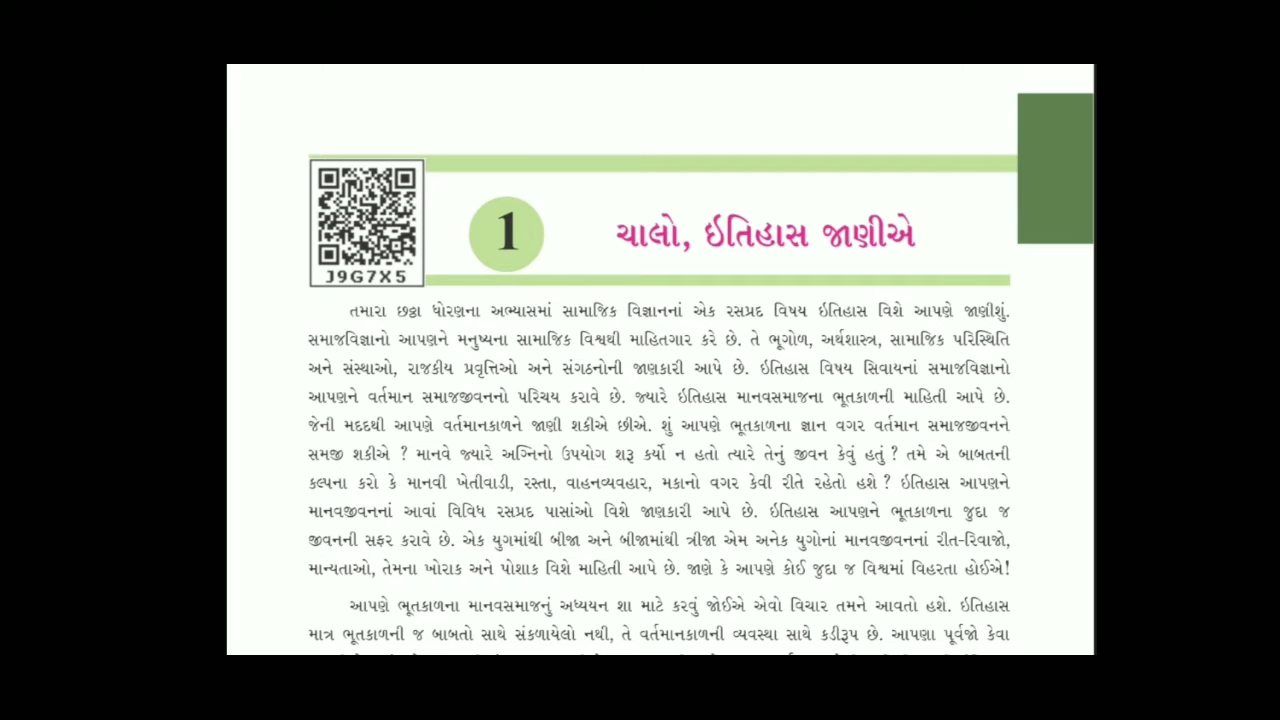 J9G7X5
1
ચાલો, ઇતિહાસ જાણીએ
તમારા છઠ્ઠા ધોરણના અભ્યાસમાં સામાજિક વિજ્ઞાનનાં એક રસપ્રદ વિષય ઇતિહાસ વિશે આપણે જાણીશું.
સમાજવિજ્ઞાનો આપણને મનુષ્યના સામાજિક વિશ્વથી માહિતગાર કરે છે. તે ભૂગોળ, અર્થશાસ્ત્ર, સામાજિક પરિસ્થિતિ
અને સંસ્થાઓ, રાજકીય પ્રવૃત્તિઓ અને સંગઠનોની જાણકારી આપે છે. ઇતિહાસ વિષય સિવાયનાં સમાજવિજ્ઞાનો
આપણને વર્તમાન સમાજજીવનનો પરિચય કરાવે છે. જ્યારે ઇતિહાસ માનવસમાજના ભૂતકાળની માહિતી આપે છે.
જેની મદદથી આપણે વર્તમાનકાળને જાણી શકીએ છીએ. શું આપણે ભૂતકાળના જ્ઞાન વગર વર્તમાન સમાજજીવનને
સમજી શકીએ ? માનવે જ્યારે અગ્નિનો ઉપયોગ શરૂ કર્યો ન હતો ત્યારે તેનું જીવન કેવું હતું ? તમે એ બાબતની
કલ્પના કરો કે માનવી ખેતીવાડી, રસ્તા, વાહનવ્યવહાર, મકાનો વગર કેવી રીતે રહેતો હશે ? ઇતિહાસ આપણને
માનવજીવનનાં આવાં વિવિધ રસપ્રદ પાસાંઓ વિશે જાણકારી આપે છે. ઇતિહાસ આપણને ભૂતકાળના જુદા જ
જીવનની સફર કરાવે છે. એક યુગમાંથી બીજા અને બીજામાંથી ત્રીજા એમ અનેક યુગોનાં માનવજીવનનાં રીત-રિવાજો,
માન્યતાઓ, તેમના ખોરાક અને પોશાક વિશે માહિતી આપે છે. જાણે કે આપણે કોઈ જુદા જ વિશ્વમાં વિહરતા હોઈએ!
આપણે ભૂતકાળના માનવસમાજનું અધ્યયન શા માટે કરવું જોઈએ એવો વિચાર તમને આવતો હશે. ઇતિહાસ
માત્ર ભૂતકાળની જ બાબતો સાથે સંકળાયેલો નથી, તે વર્તમાનકાળની વ્યવસ્થા સાથે કડીરૂપ છે. આપણા પૂર્વજો કેવા